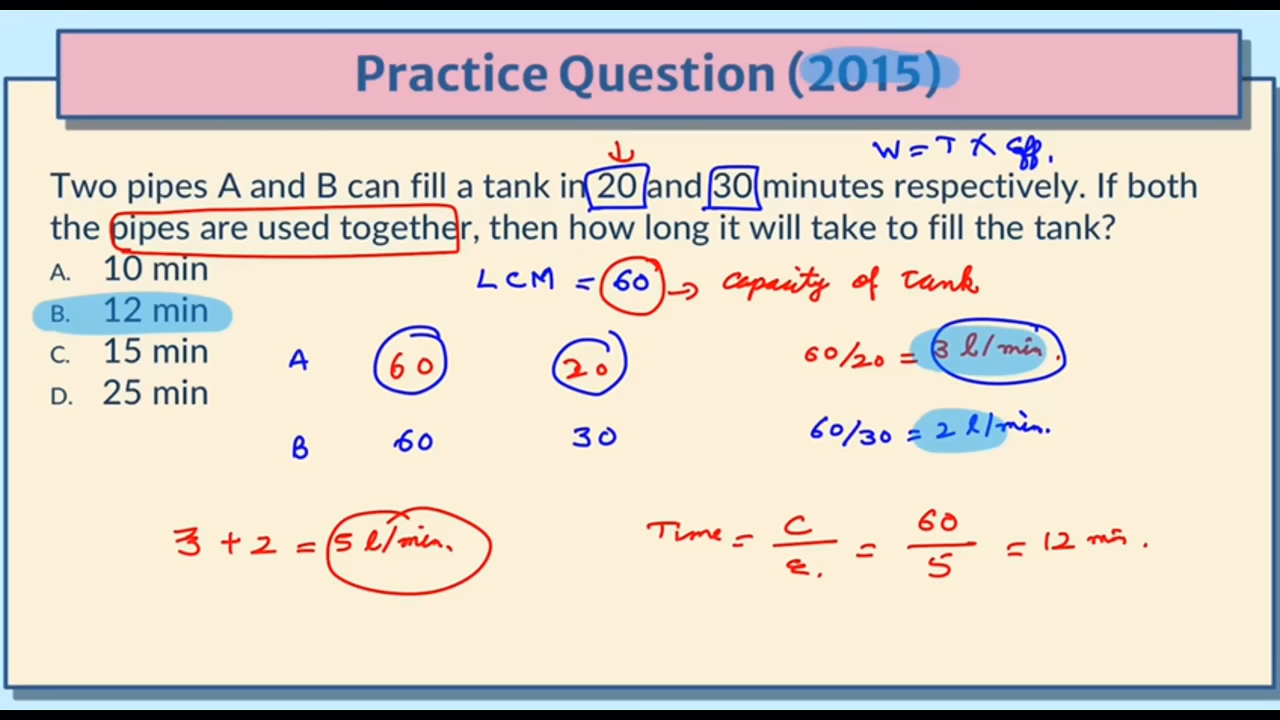 Practice Question (2015)
W = T X eff.
Two pipes A and B can fill a tank in 20 and 30 minutes respectively. If both
the pipes are used together, then how long it will take to fill the tank?
A. 10 min
LCM = 60 → capacity of Tank
B. 12 min
C. 15 min
A 60 20 60/20 = 3 l/min.
D. 25 min
B 60 30 60/30 = 2 l/min.
3 + 2 = 5 l/min.
Time = C/E. = 60/5 = 12 min.